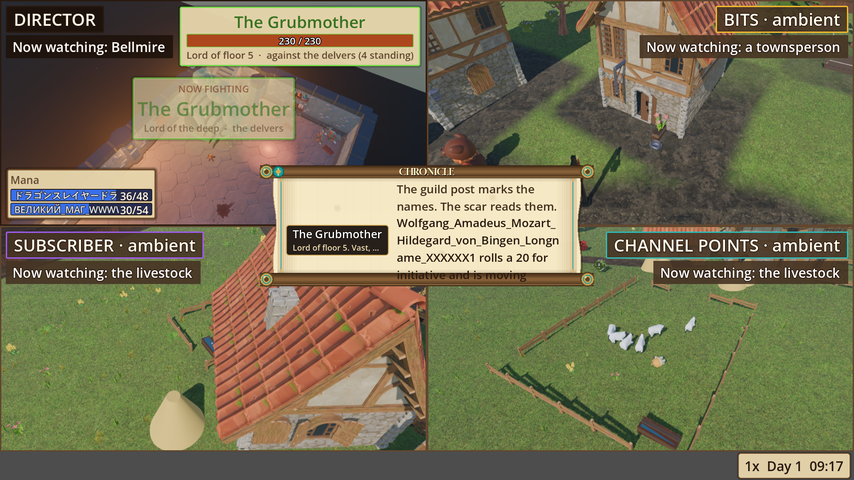 DIRECTOR
Now watching: Bellmire
The Grubmother
230 / 230
Lord of floor 5 · against the delvers (4 standing)
NOW FIGHTING
The Grubmother
Lord of the deep - the delvers
BITS · ambient
Now watching: a townsperson
Mana
ドラゴンスレイヤードラ 36/48
ВЕЛИКИЙ_МАГ_WWW\ 30/54
CHRONICLE
The guild post marks the
names. The scar reads them.
Wolfgang_Amadeus_Mozart_
Hildegard_von_Bingen_Longn
ame_XXXXXX1 rolls a 20 for
initiative and is moving
The Grubmother
Lord of floor 5. Vast, ...
SUBSCRIBER · ambient
Now watching: the livestock
CHANNEL POINTS · ambient
Now watching: the livestock
1x Day 1 09:17